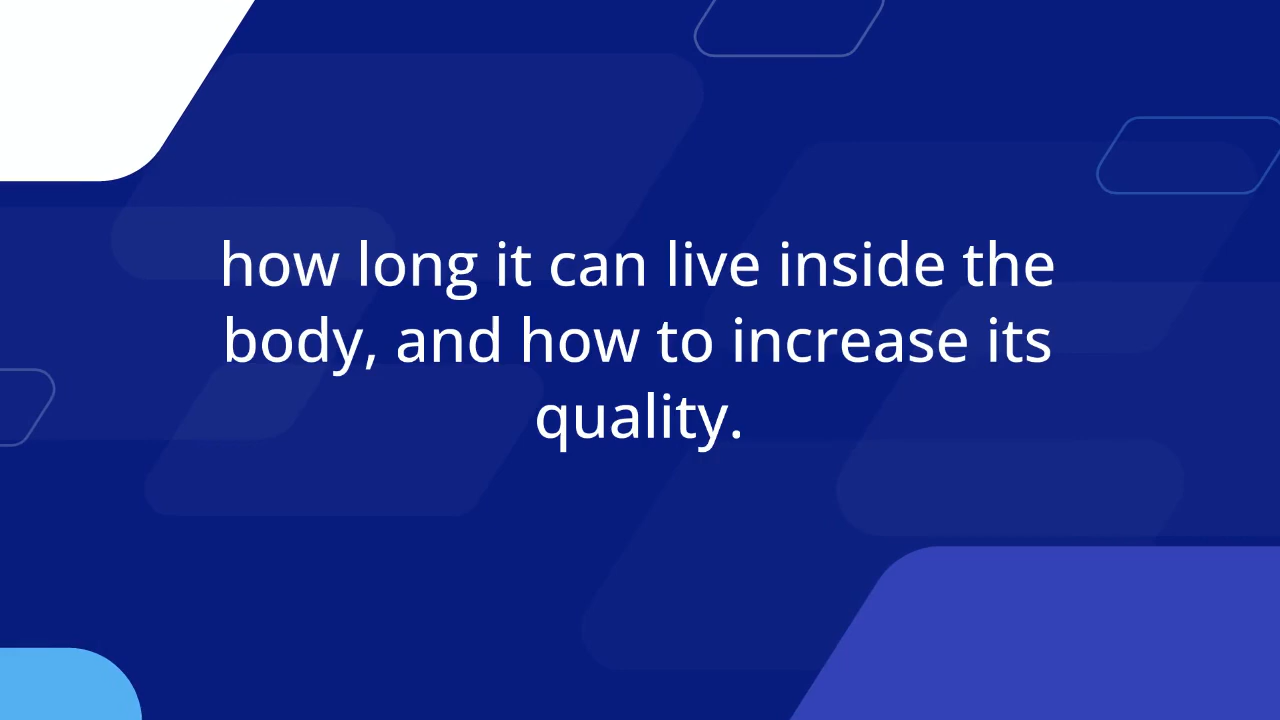 how long it can live inside the
body, and how to increase its
quality.